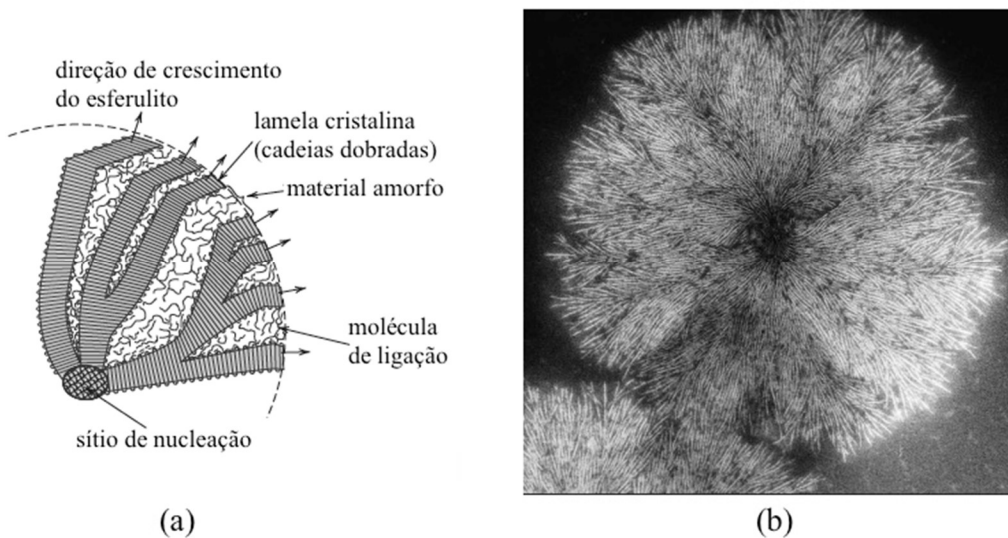 direção de crescimento
do esferulito
lamela cristalina
(cadeias dobradas)
material amorfo
molécula
de ligação
sítio de nucleação
(a)
(b)